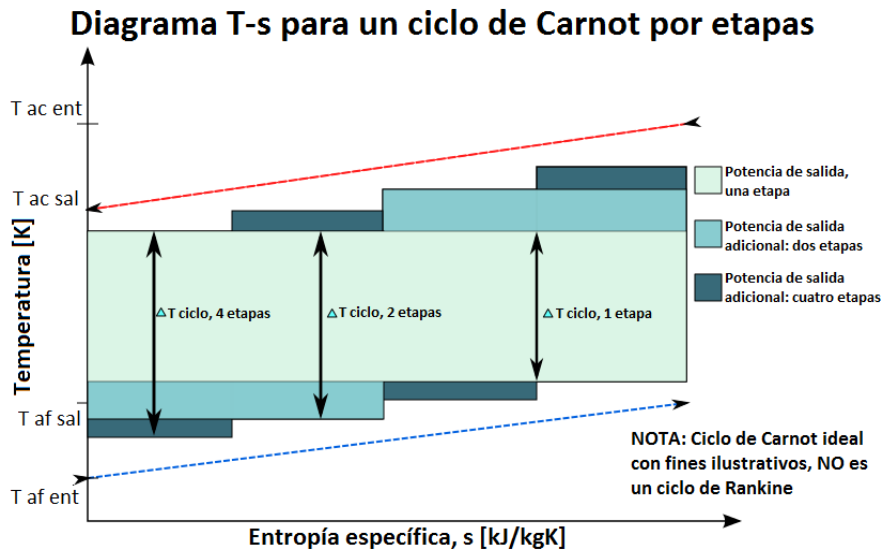 Diagrama T-s para un ciclo de Carnot por etapas
T ac ent
T ac sal
Temperatura [K]
T af sal
T af ent
△T ciclo, 4 etapas
△T ciclo, 2 etapas
△T ciclo, 1 etapa
Potencia de salida,
una etapa
Potencia de salida
adicional: dos etapas
Potencia de salida
adicional: cuatro etapas
NOTA: Ciclo de Carnot ideal
con fines ilustrativos, NO es
un ciclo de Rankine
Entropía específica, s [kJ/kgK]